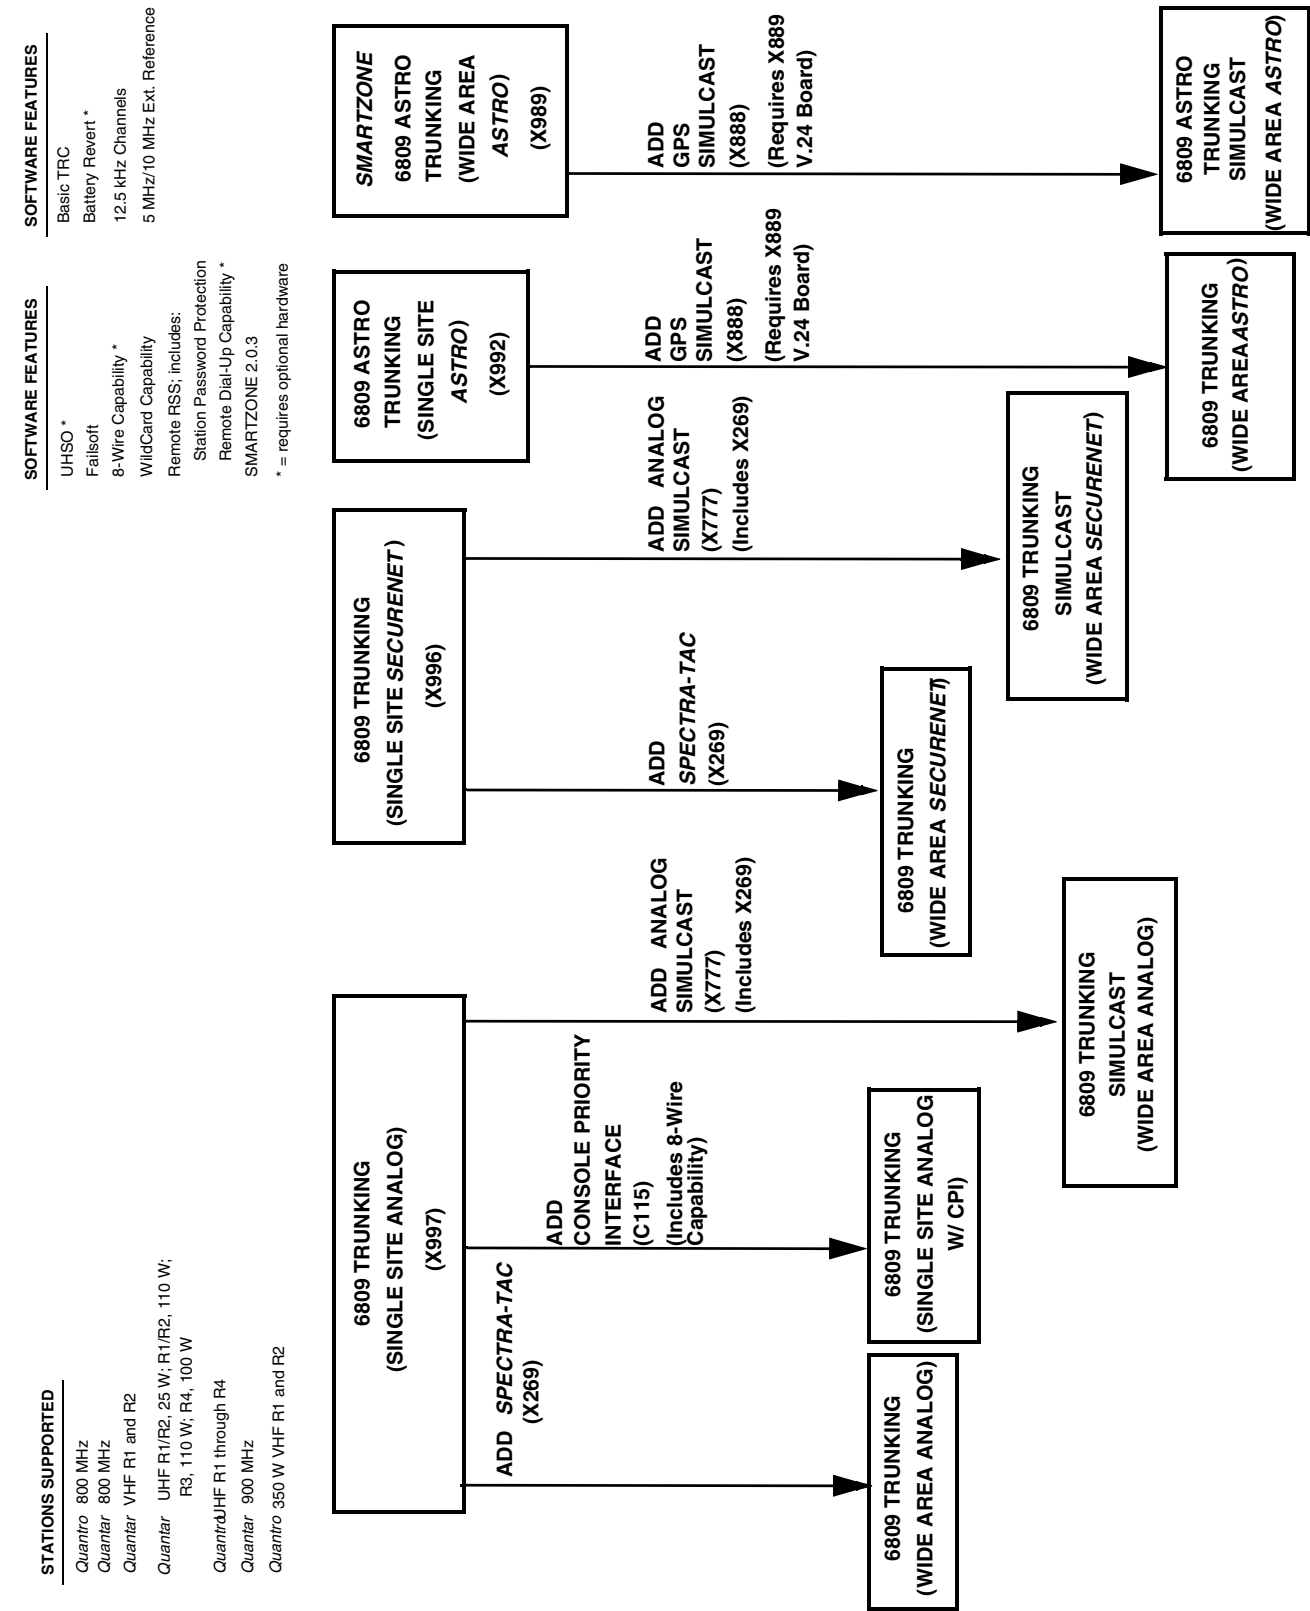 STATIONS SUPPORTED
Quantro 800 MHz
Quantar 800 MHz
Quantar VHF R1 and R2
Quantar UHF R1/R2, 25 W; R1/R2, 110 W;
R3, 110 W; R4, 100 W
Quantro UHF R1 through R4
Quantar 900 MHz
Quantro 350 W VHF R1 and R2
SOFTWARE FEATURES
UHSO *
Failsoft
8-Wire Capability *
WildCard Capability
Remote RSS; includes:
Station Password Protection
Remote Dial-Up Capability *
SMARTZONE 2.0.3
* = requires optional hardware
SOFTWARE FEATURES
Basic TRC
Battery Revert *
12.5 kHz Channels
5 MHz/10 MHz Ext. Reference
6809 TRUNKING
(SINGLE SITE ANALOG)
(X997)
6809 TRUNKING
(SINGLE SITE SECURENET)
(X996)
6809 ASTRO
TRUNKING
(SINGLE SITE
ASTRO)
(X992)
SMARTZONE
6809 ASTRO
TRUNKING
(WIDE AREA
ASTRO)
(X989)
ADD SPECTRA-TAC
(X269)
ADD
CONSOLE PRIORITY
INTERFACE
(C115)
(Includes 8-Wire
Capability)
ADD ANALOG
SIMULCAST
(X777)
(Includes X269)
ADD
SPECTRA-TAC
(X269)
ADD ANALOG
SIMULCAST
(X777)
(Includes X269)
ADD
GPS
SIMULCAST
(X888)
(Requires X889
V.24 Board)
ADD
GPS
SIMULCAST
(X888)
(Requires X889
V.24 Board)
6809 TRUNKING
(WIDE AREA ANALOG)
6809 TRUNKING
(SINGLE SITE ANALOG
W/ CPI)
6809 TRUNKING
SIMULCAST
(WIDE AREA ANALOG)
6809 TRUNKING
(WIDE AREA SECURENET)
6809 TRUNKING
SIMULCAST
(WIDE AREA SECURENET)
6809 TRUNKING
(WIDE AREA ASTRO)
6809 ASTRO
TRUNKING
SIMULCAST
(WIDE AREA ASTRO)